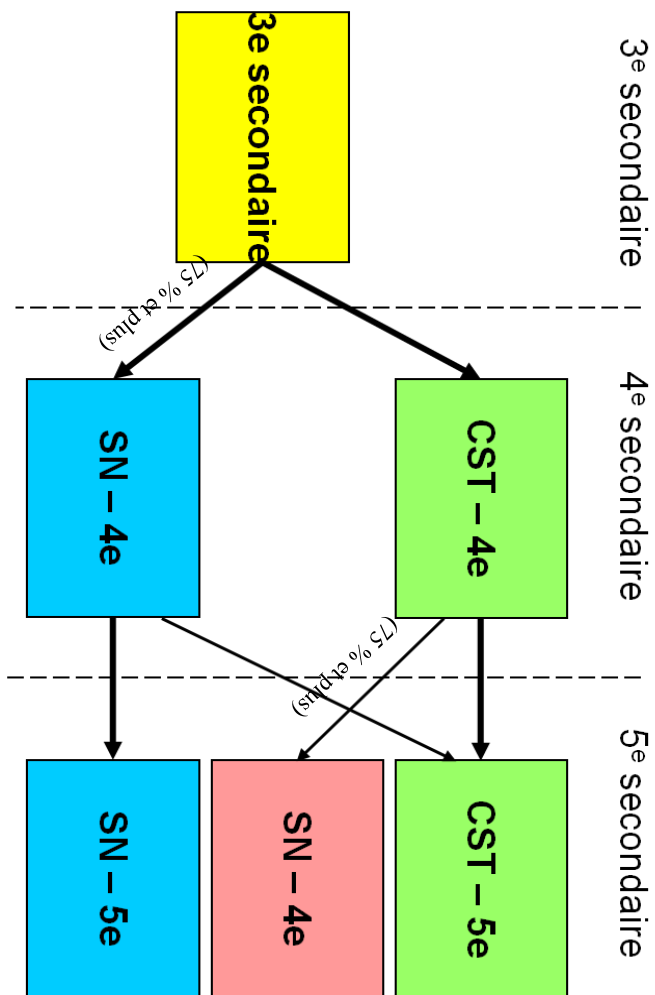 3e secondaire
4e secondaire
5e secondaire
3e secondaire
(75 % et plus)
CST – 4e
SN – 4e
(75 % et plus)
CST – 5e
SN – 4e
SN – 5e